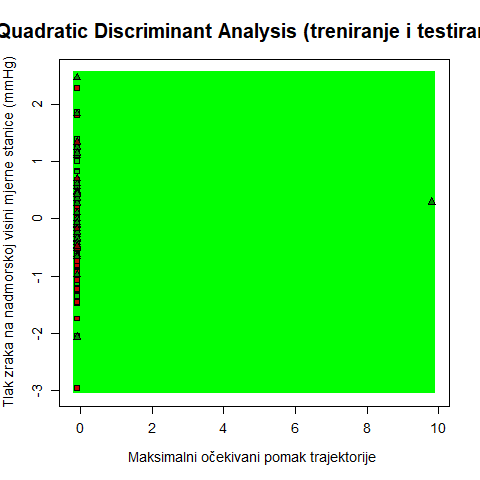 Quadratic Discriminant Analysis (treniranje i testiran
Tlak zraka na nadmorskoj visini mjerne stanice (mmHg)
2
1
0
-1
-2
-3
0 2 4 6 8 10
Maksimalni očekivani pomak trajektorije